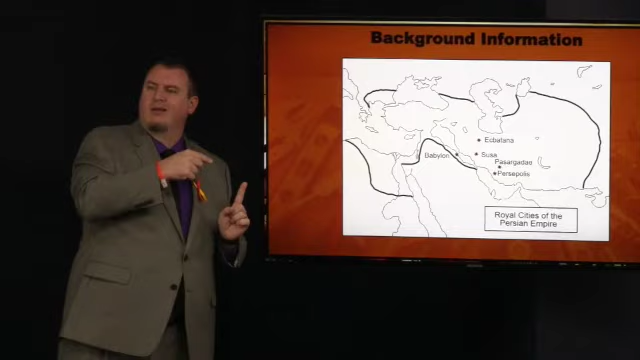 Background Information
Ecbatana
Babylon
Susa
Pasargadae
Persepolis
Royal Cities of the
Persian Empire